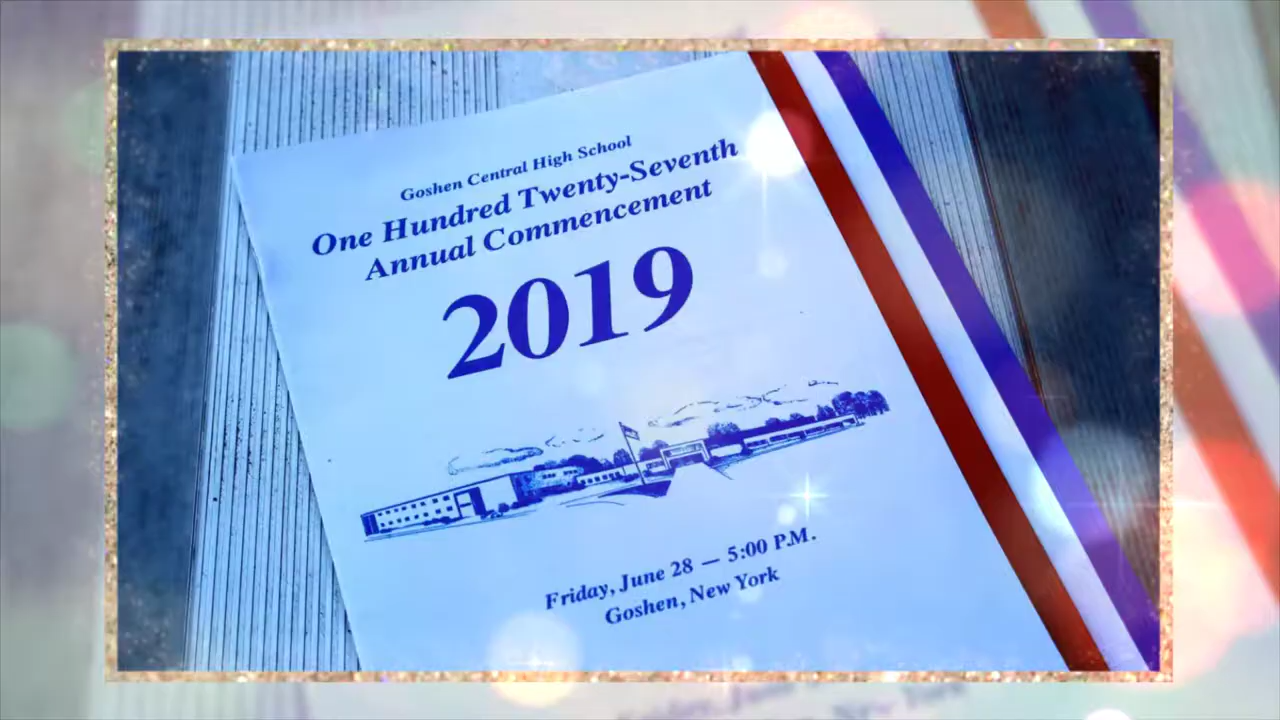 Goshen Central High School
One Hundred Twenty-Seventh
Annual Commencement
2019
Friday, June 28 — 5:00 P.M.
Goshen, New York